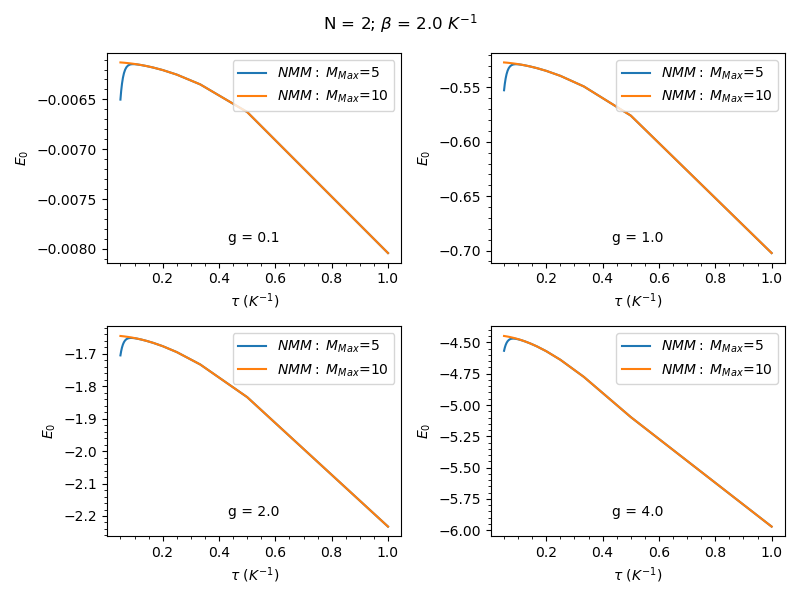 N = 2; β = 2.0 K⁻¹
NMM : M_Max=5
NMM : M_Max=10
−0.0065
−0.0070
−0.0075
−0.0080
E₀
g = 0.1
0.2 0.4 0.6 0.8 1.0
τ (K⁻¹)
NMM : M_Max=5
NMM : M_Max=10
−0.55
−0.60
−0.65
−0.70
E₀
g = 1.0
0.2 0.4 0.6 0.8 1.0
τ (K⁻¹)
NMM : M_Max=5
NMM : M_Max=10
−1.7
−1.8
−1.9
−2.0
−2.1
−2.2
E₀
g = 2.0
0.2 0.4 0.6 0.8 1.0
τ (K⁻¹)
NMM : M_Max=5
NMM : M_Max=10
−4.50
−4.75
−5.00
−5.25
−5.50
−5.75
−6.00
E₀
g = 4.0
0.2 0.4 0.6 0.8 1.0
τ (K⁻¹)